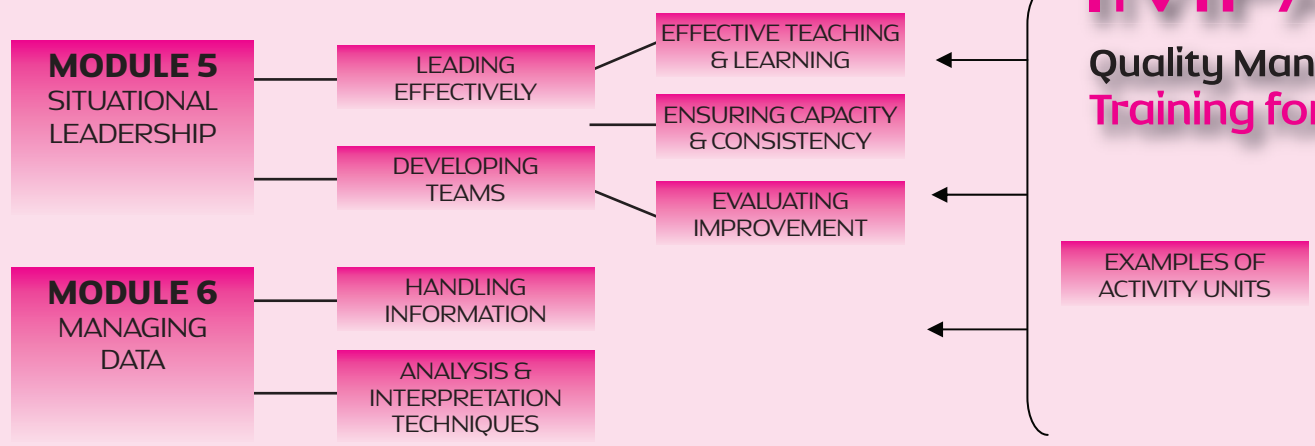 MODULE 5
SITUATIONAL
LEADERSHIP
LEADING
EFFECTIVELY
DEVELOPING
TEAMS
EFFECTIVE TEACHING
& LEARNING
ENSURING CAPACITY
& CONSISTENCY
EVALUATING
IMPROVEMENT
MODULE 6
MANAGING
DATA
HANDLING
INFORMATION
ANALYSIS &
INTERPRETATION
TECHNIQUES
Quality Man
Training for
EXAMPLES OF
ACTIVITY UNITS